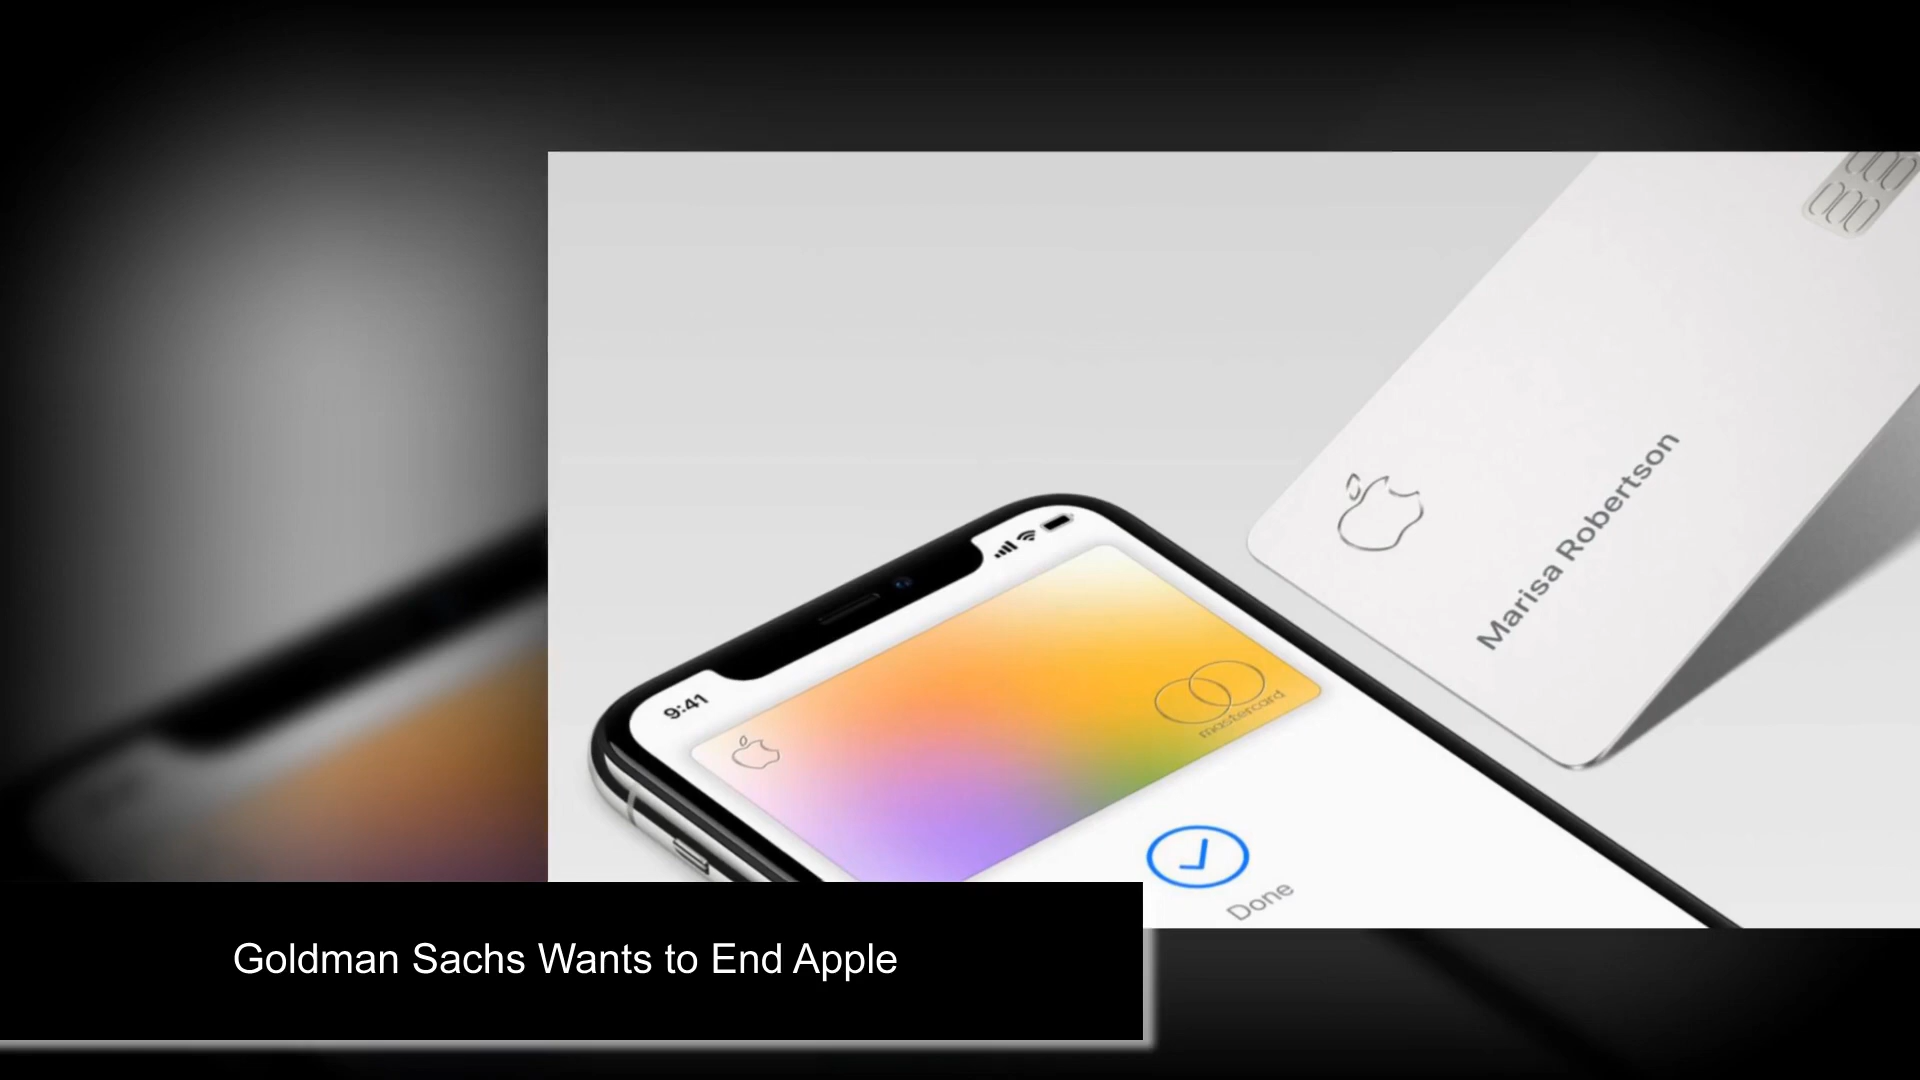 Marisa Robertson
9:41
mastercard
Done
Goldman Sachs Wants to End Apple